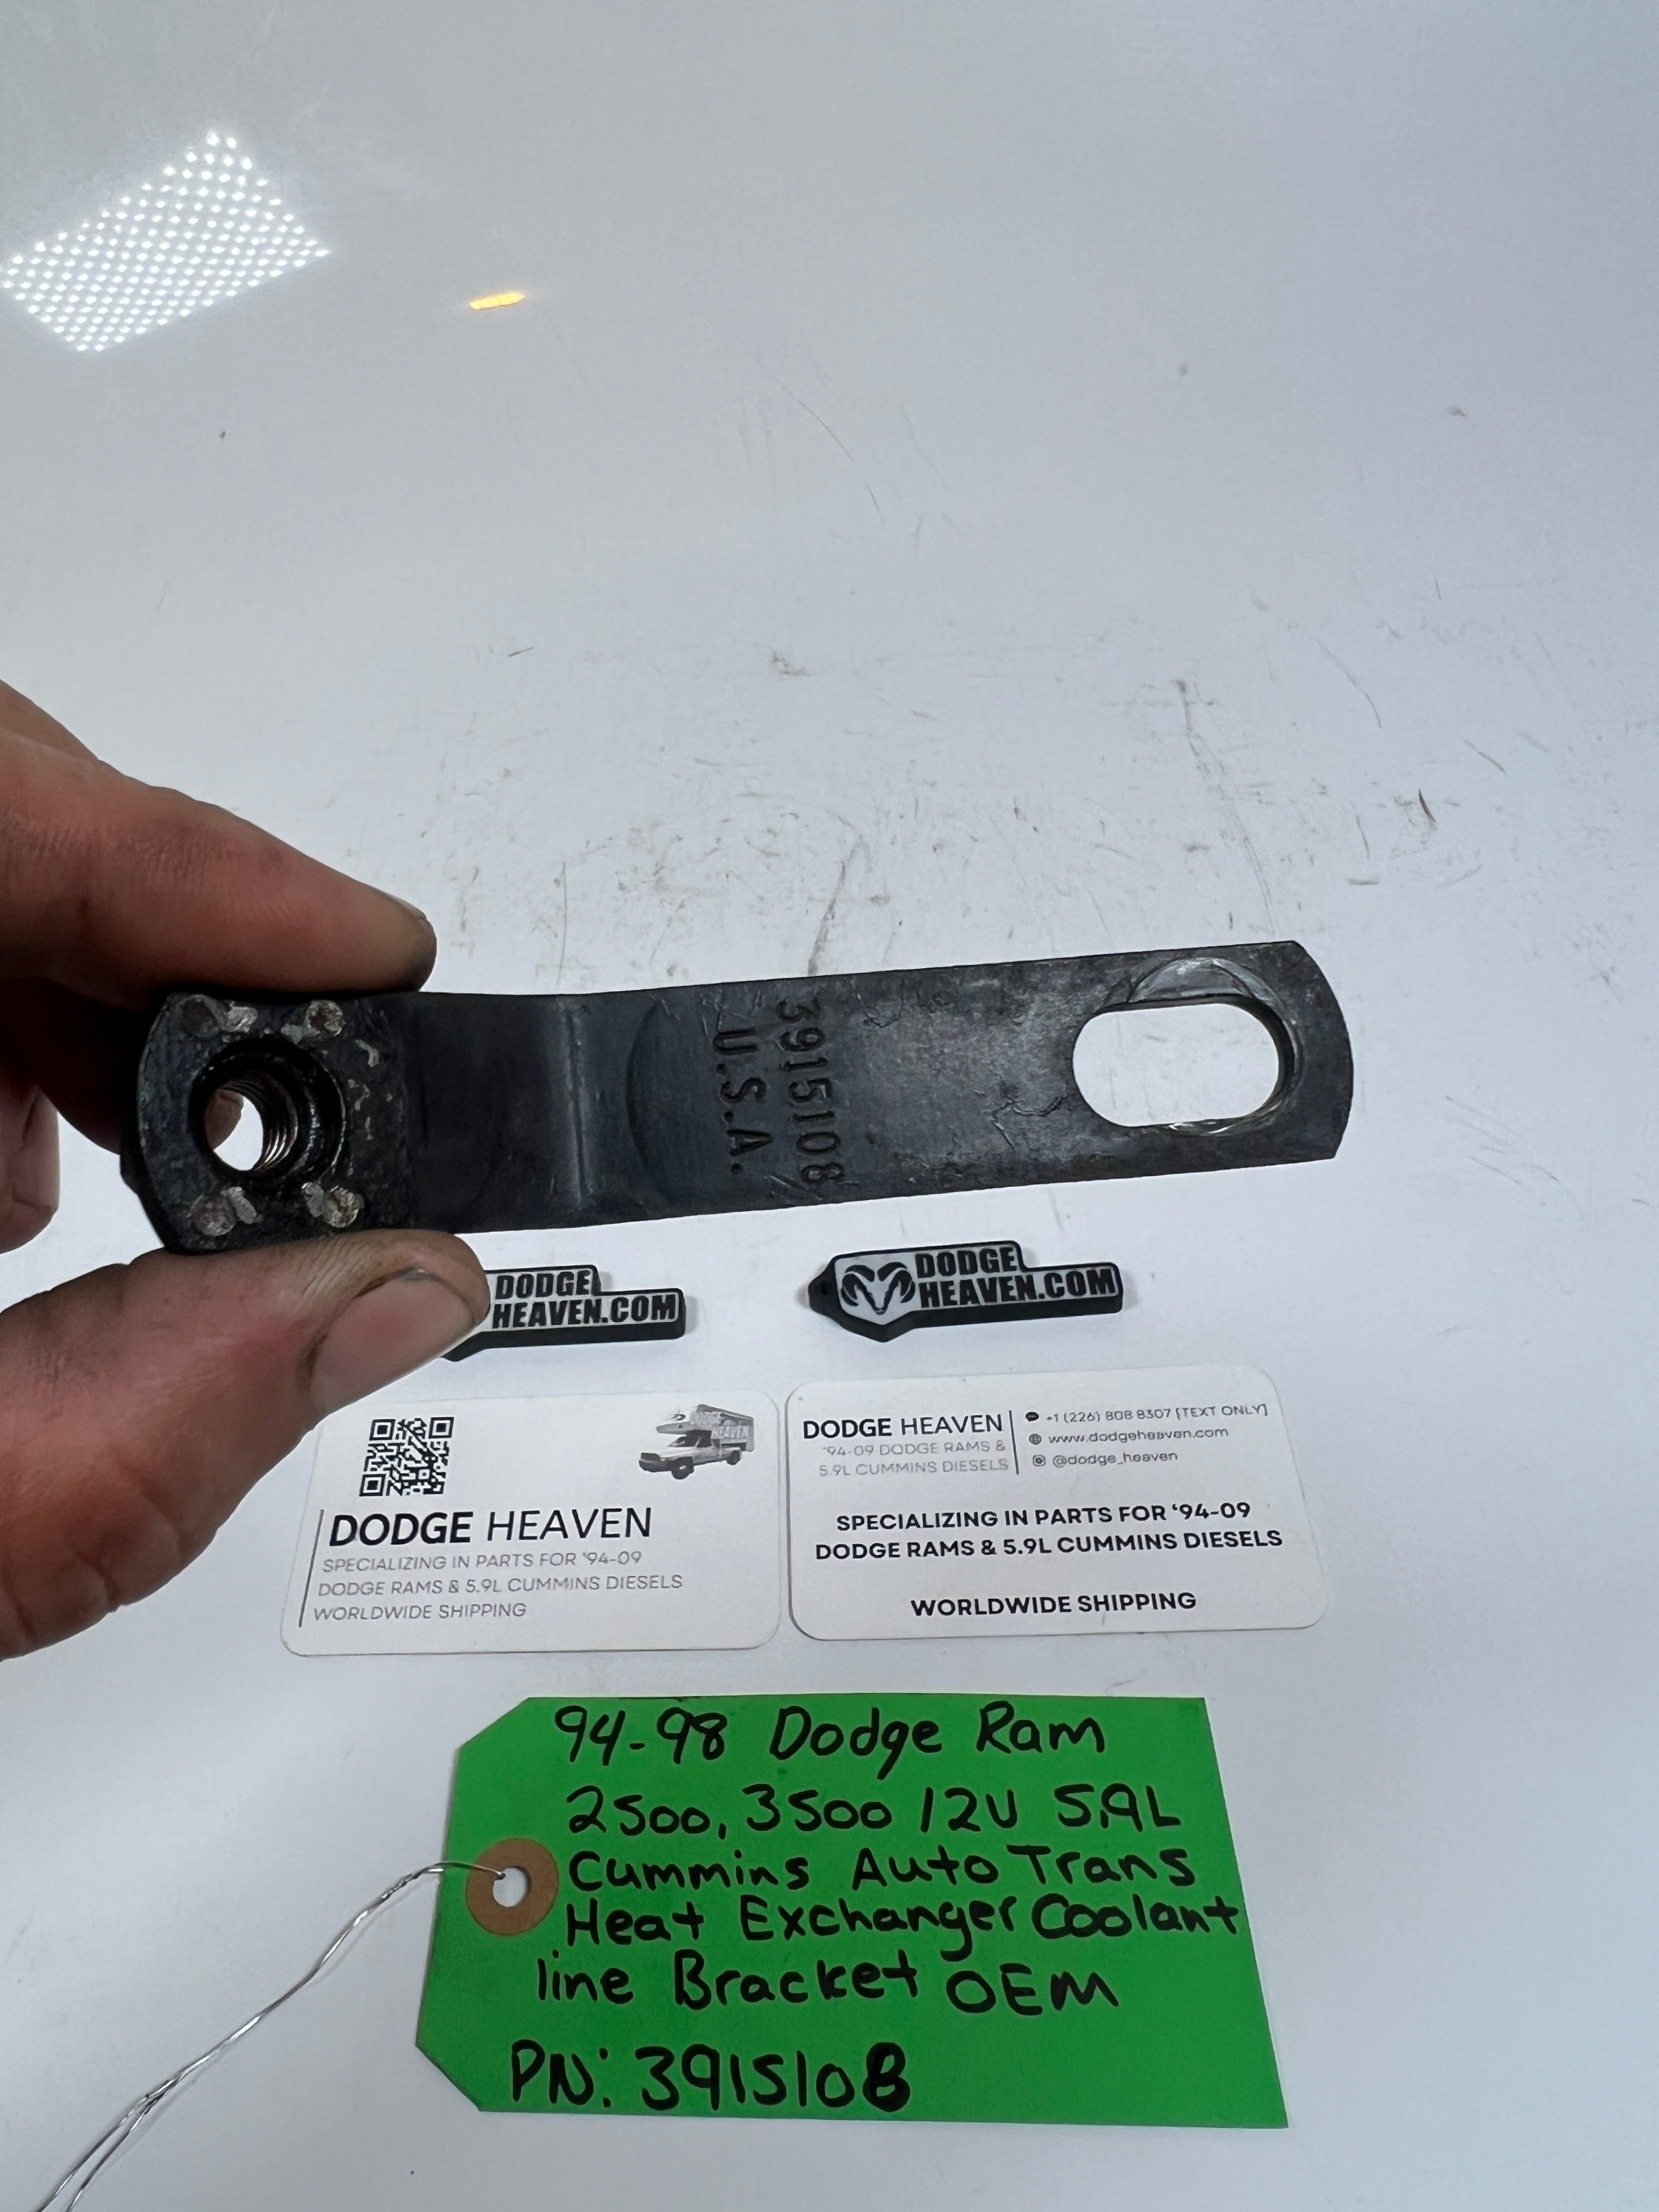 3915108
U.S.A.
DODGE
HEAVEN.COM
DODGE
HEAVEN.COM
DODGE HEAVEN
SPECIALIZING IN PARTS FOR '94-09
DODGE RAMS & 5.9L CUMMINS DIESELS
WORLDWIDE SHIPPING
DODGE HEAVEN
'94-09 DODGE RAMS &
5.9L CUMMINS DIESELS
+1 (226) 808 8307 [TEXT ONLY]
www.dodgeheaven.com
@dodge_heaven
SPECIALIZING IN PARTS FOR '94-09
DODGE RAMS & 5.9L CUMMINS DIESELS
WORLDWIDE SHIPPING
94-98 Dodge Ram
2500, 3500 12V 5.9L
Cummins Auto Trans
Heat Exchanger Coolant
line Bracket OEM
PN: 3915108